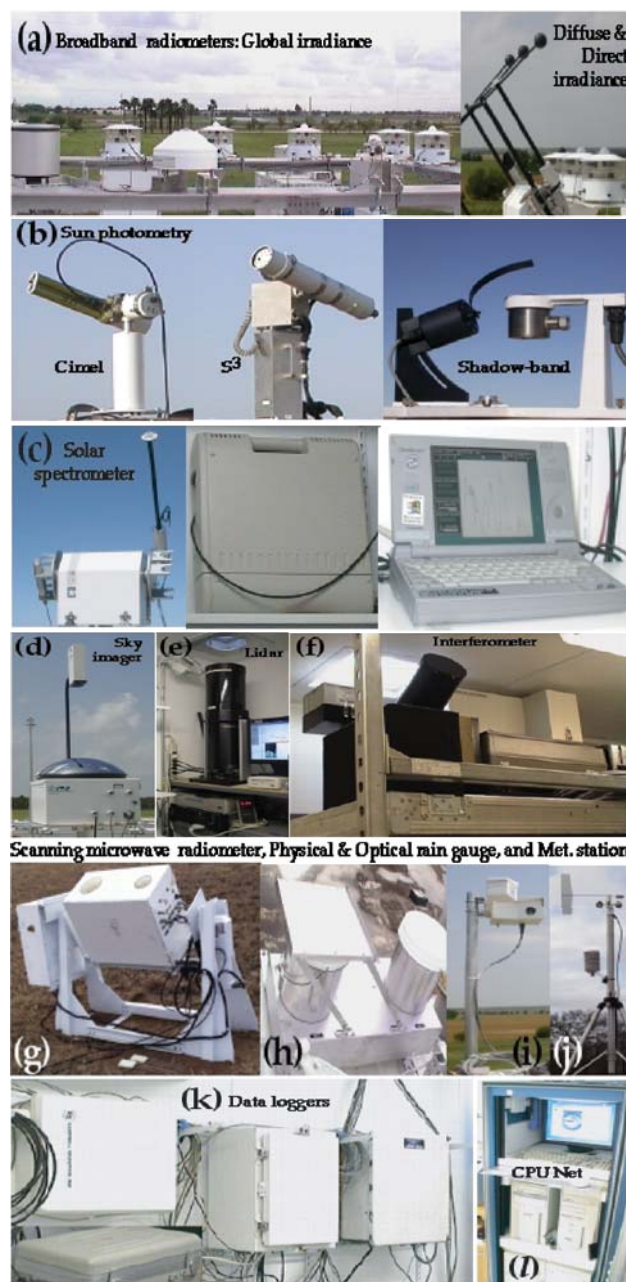 (a) Broadband radiometers: Global irradiance
Diffuse &
Direct
irradiance
(b) Sun photometry
Cimel
S3
Shadow-band
(c) Solar
spectrometer
(d) Sky
imager
(e) Lidar
(f) Interferometer
Scanning microwave radiometer, Physical & Optical rain gauge, and Met. station
(g)
(h)
(i)
(j)
(k) Data loggers
CPU Net
(l)